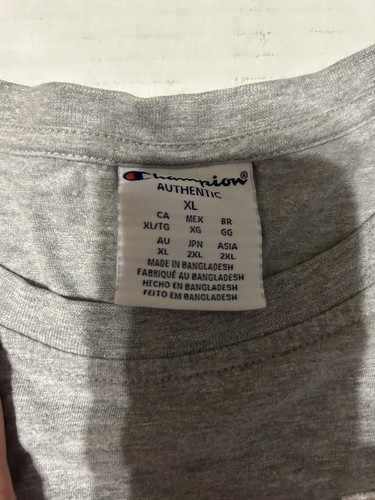 Champion®
AUTHENTIC
XL
CA MEX BR
XL/TG XG GG
AU JPN ASIA
XL 2XL 2XL
MADE IN BANGLADESH
FABRIQUÉ AU BANGLADESH
HECHO EN BANGLADESH
FEITO EM BANGLADESH